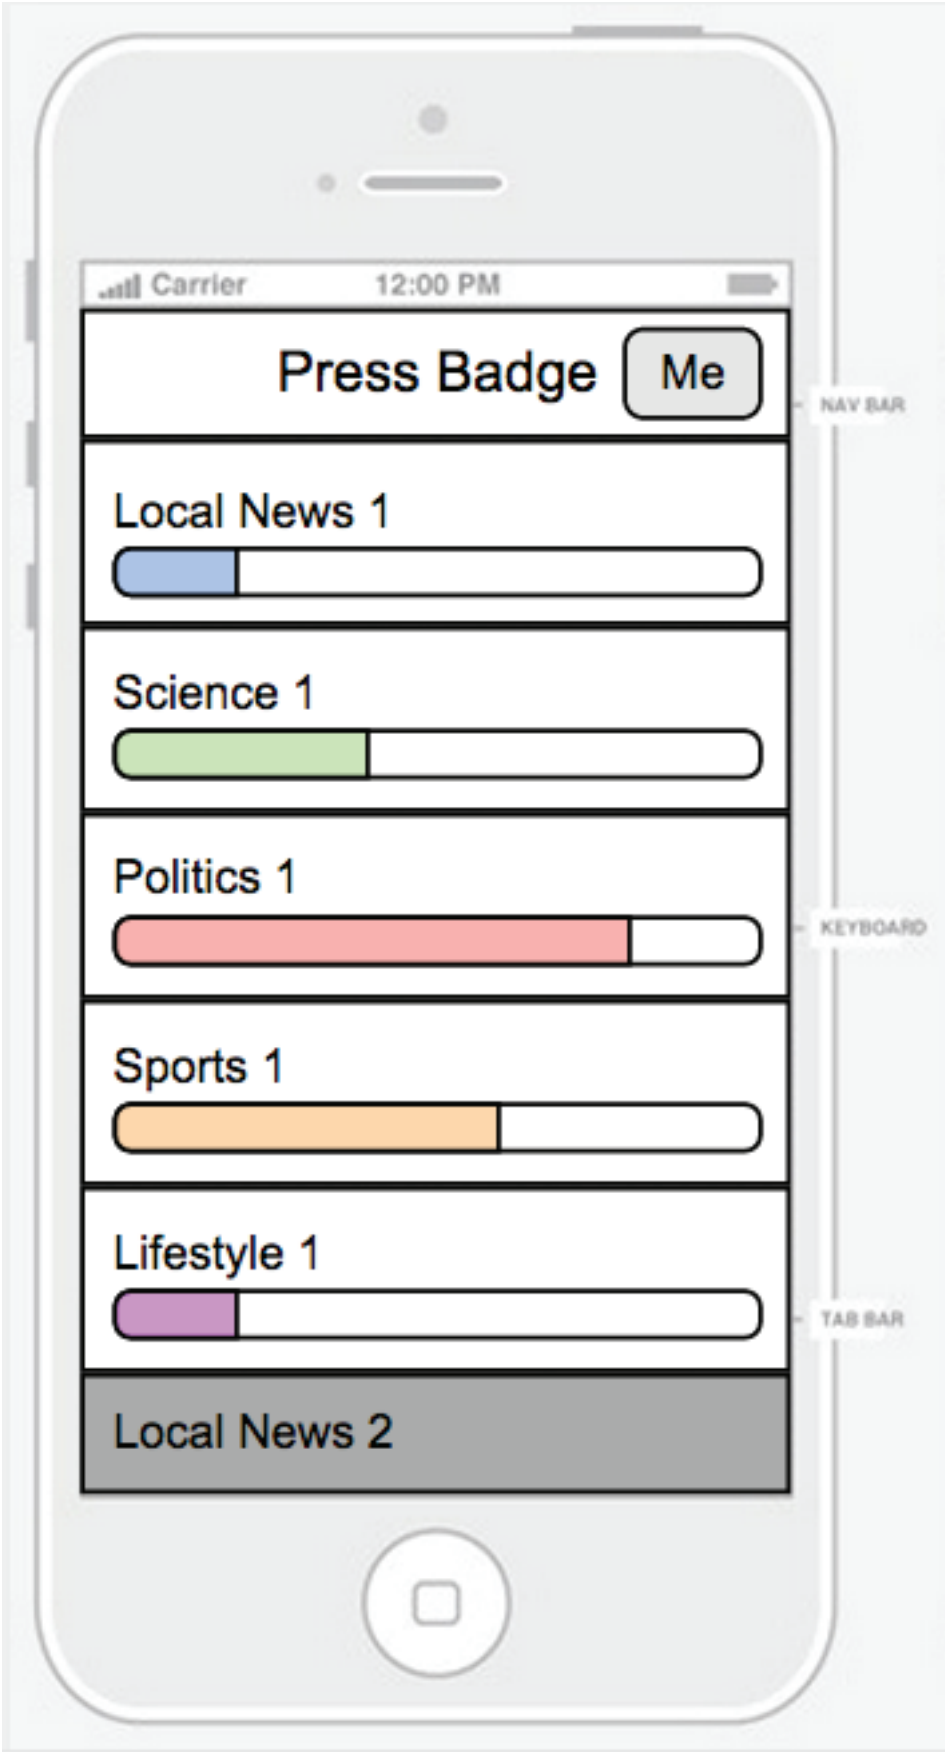 Carrier 12:00 PM
Press Badge Me
NAV BAR
Local News 1
Science 1
Politics 1
KEYBOARD
Sports 1
Lifestyle 1
TAB BAR
Local News 2